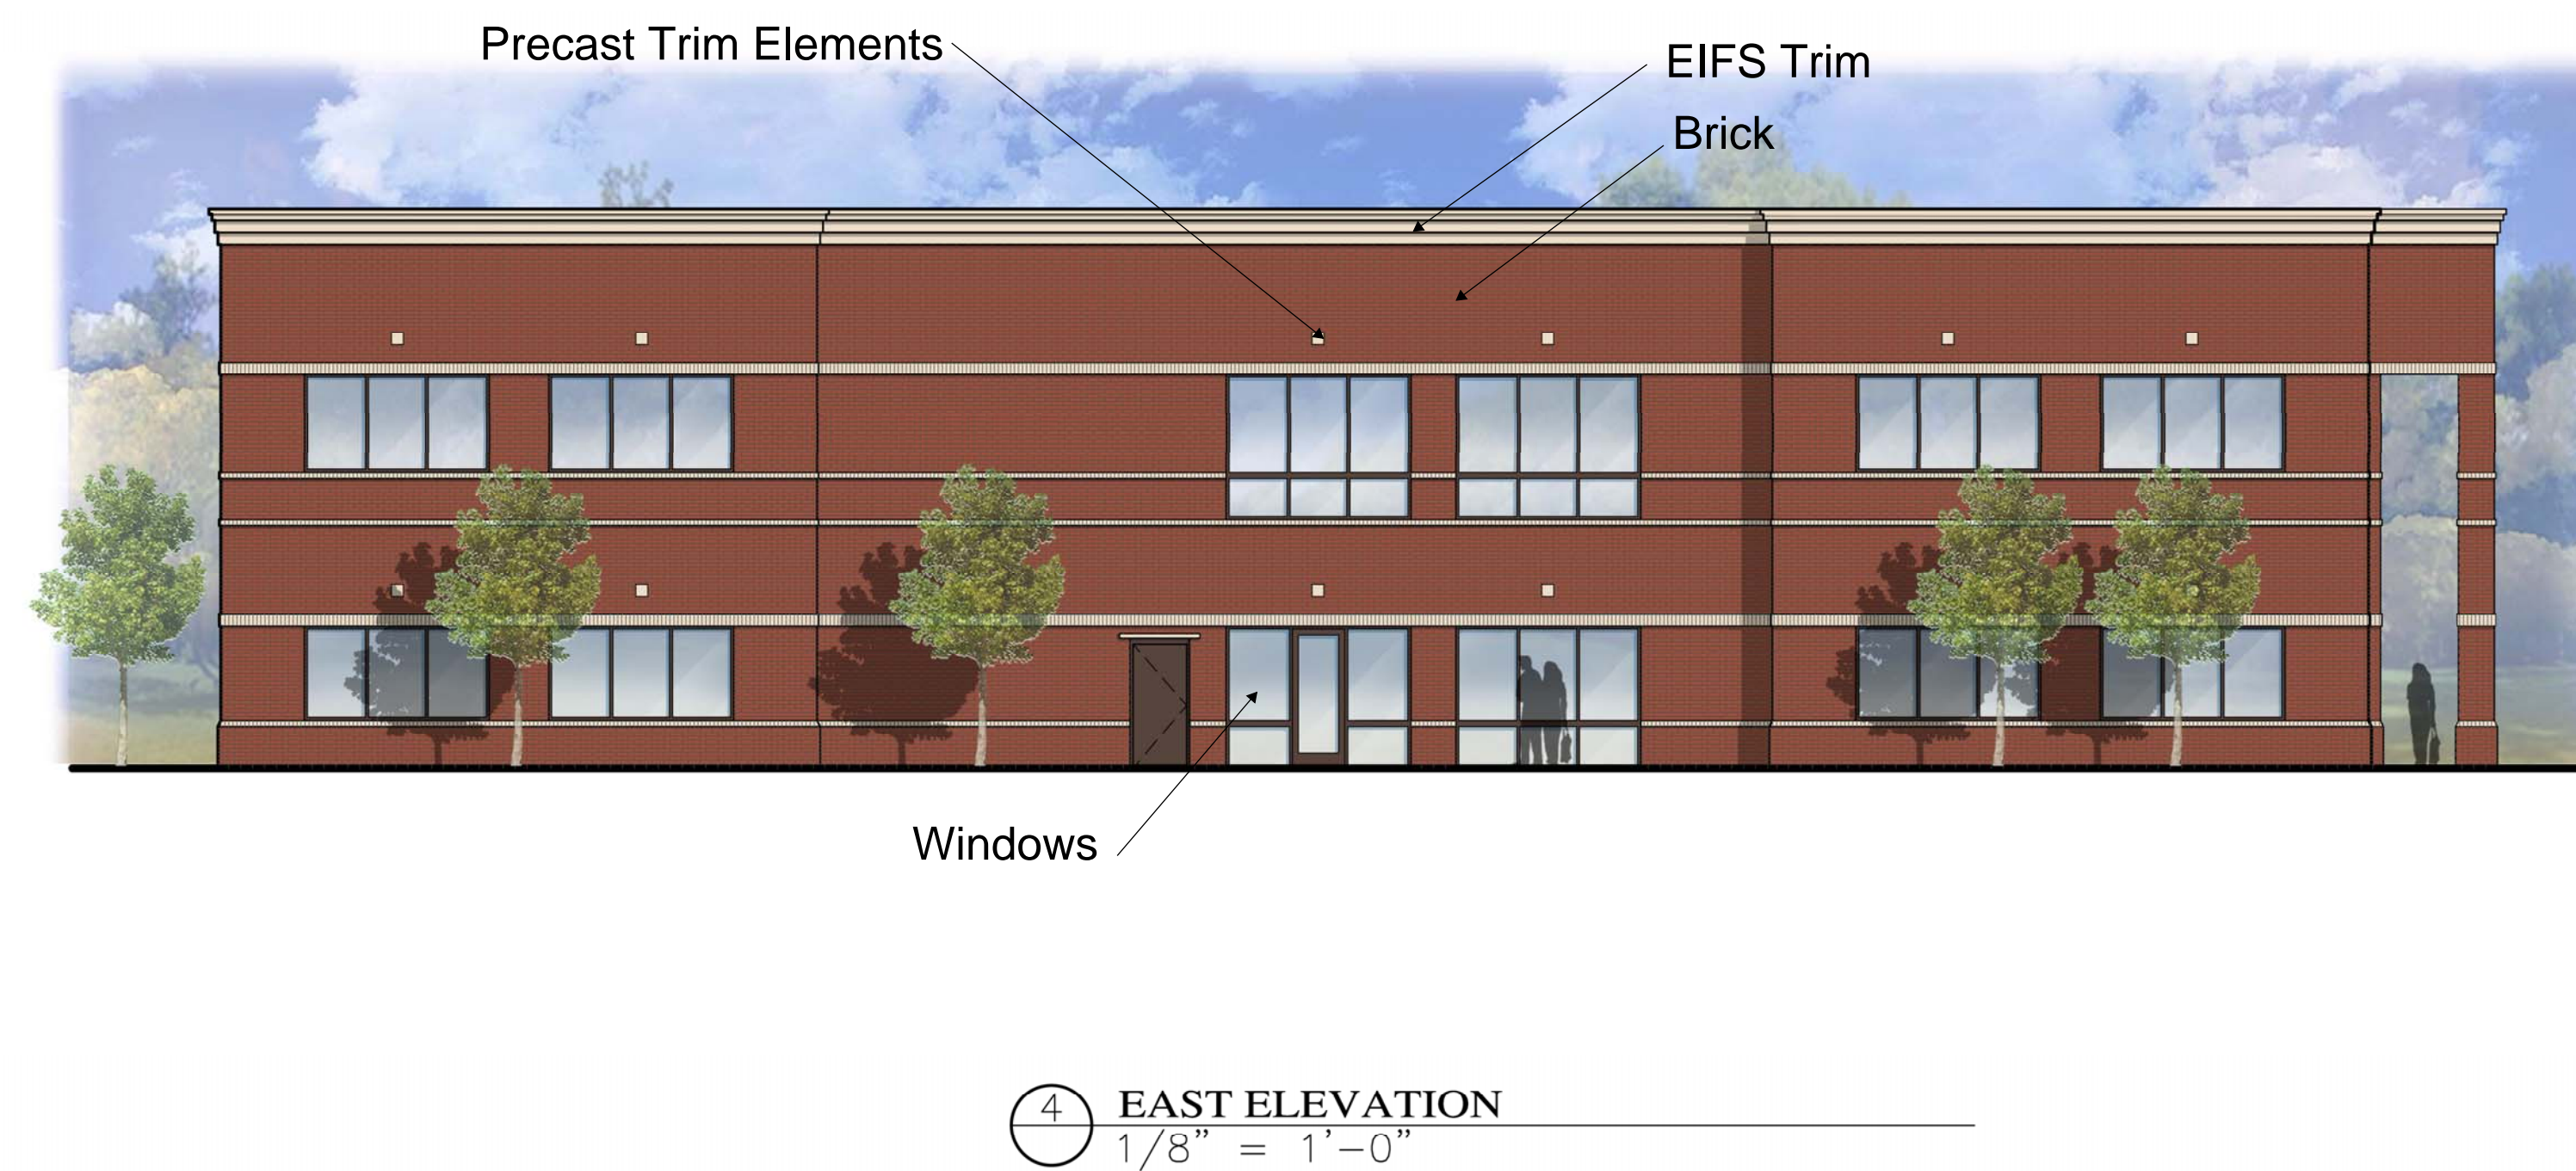 Precast Trim Elements
EIFS Trim
Brick
Windows
4
EAST ELEVATION
1/8" = 1'-0"